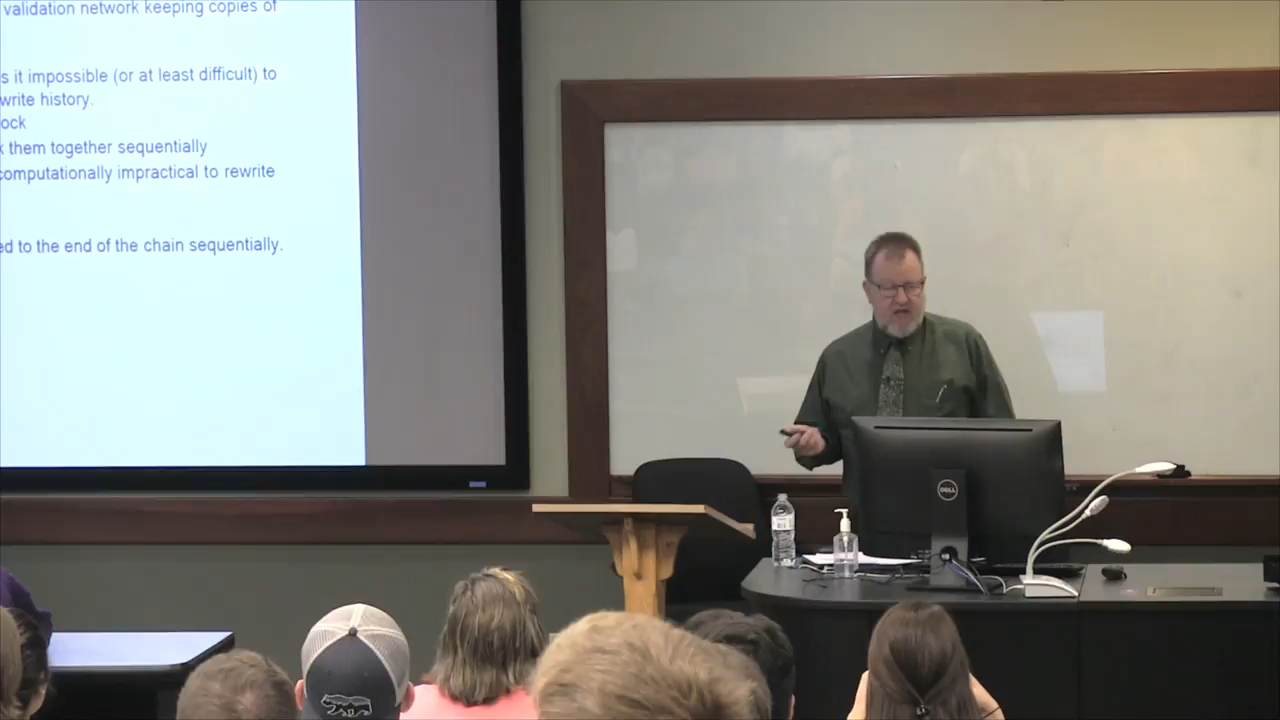 validation network keeping copies of
s it impossible (or at least difficult) to
write history.
ock
k them together sequentially
computationally impractical to rewrite
ed to the end of the chain sequentially.
DELL